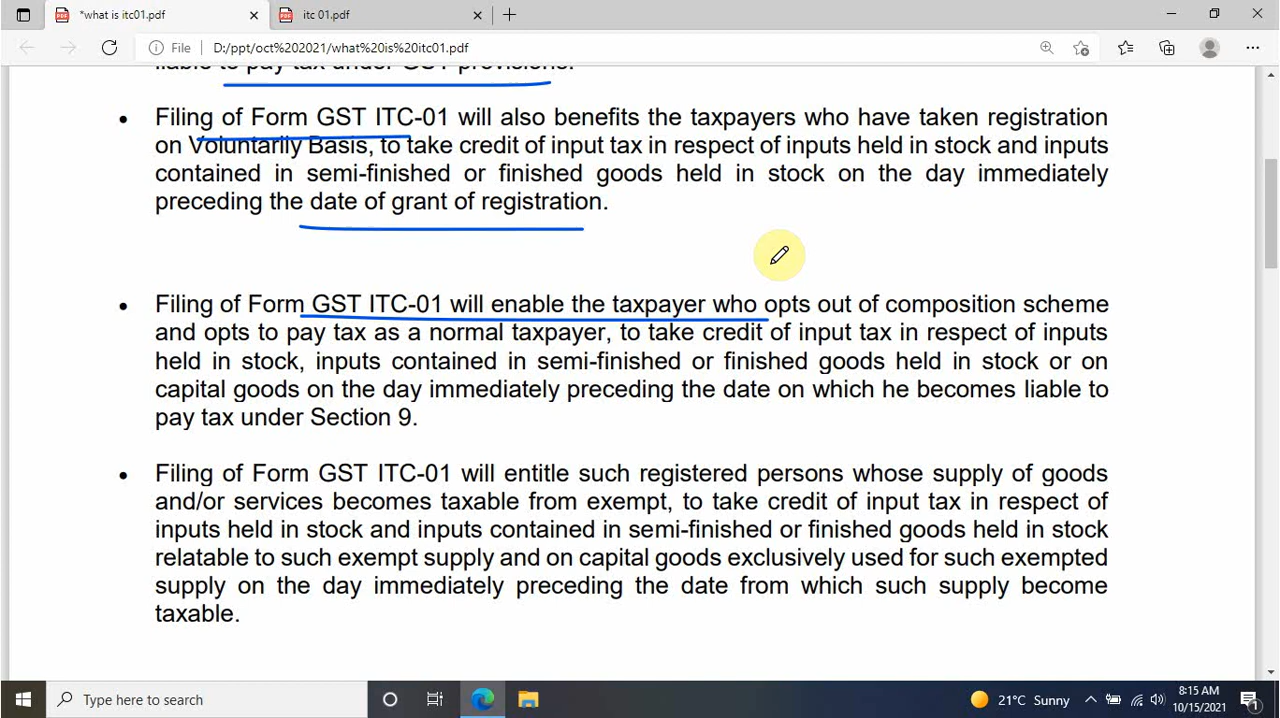 *what is itc01.pdf
itc 01.pdf
File D:/ppt/oct%202021/what%20is%20itc01.pdf
liable to pay tax under GST provisions.
• Filing of Form GST ITC-01 will also benefits the taxpayers who have taken registration
on Voluntarily Basis, to take credit of input tax in respect of inputs held in stock and inputs
contained in semi-finished or finished goods held in stock on the day immediately
preceding the date of grant of registration.
• Filing of Form GST ITC-01 will enable the taxpayer who opts out of composition scheme
and opts to pay tax as a normal taxpayer, to take credit of input tax in respect of inputs
held in stock, inputs contained in semi-finished or finished goods held in stock or on
capital goods on the day immediately preceding the date on which he becomes liable to
pay tax under Section 9.
• Filing of Form GST ITC-01 will entitle such registered persons whose supply of goods
and/or services becomes taxable from exempt, to take credit of input tax in respect of
inputs held in stock and inputs contained in semi-finished or finished goods held in stock
relatable to such exempt supply and on capital goods exclusively used for such exempted
supply on the day immediately preceding the date from which such supply become
taxable.
Type here to search
21°C Sunny
8:15 AM
10/15/2021
1